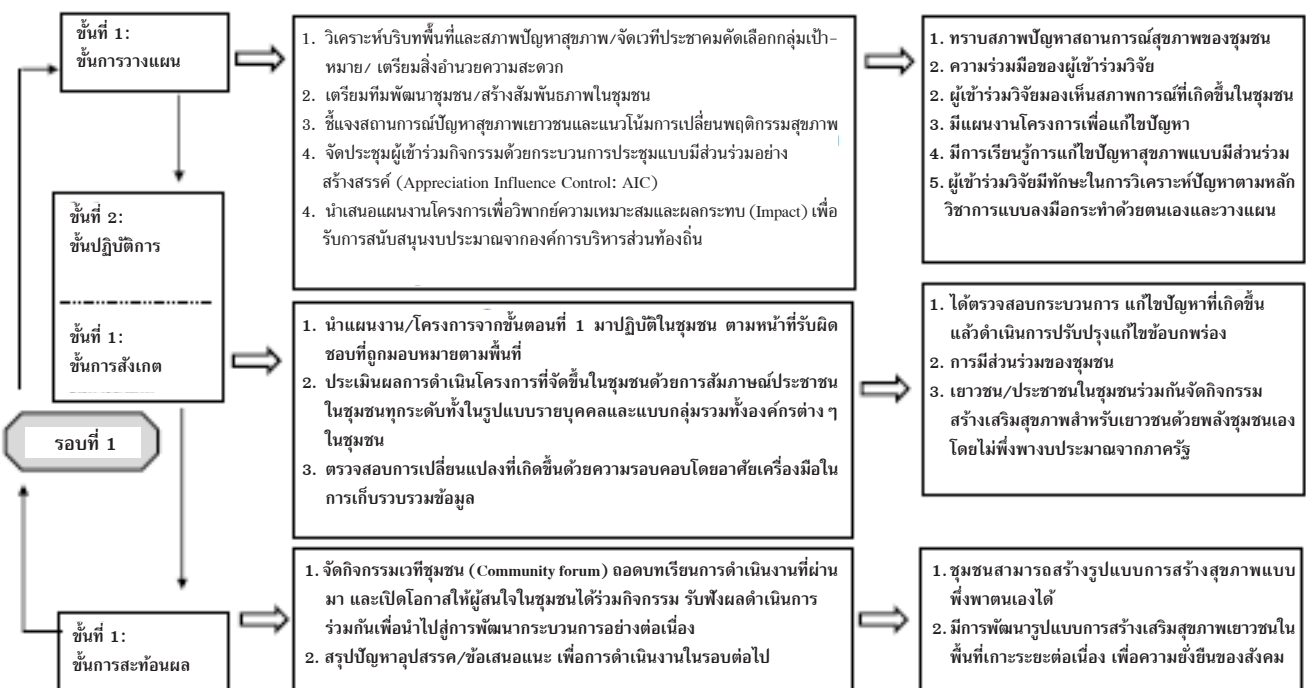 ขั้นที่ 1:
ขั้นการวางแผน
1. วิเคราะห์บริบทพื้นที่และสภาพปัญหาสุขภาพ/จัดเวทีประชาคมคัดเลือกกลุ่มเป้า-
หมาย/ เตรียมสิ่งอำนวยความสะดวก
2. เตรียมทีมพัฒนาชุมชน/สร้างสัมพันธภาพในชุมชน
3. ชี้แจงสถานการณ์ปัญหาสุขภาพเยาวชนและแนวโน้มการเปลี่ยนพฤติกรรมสุขภาพ
4. จัดประชุมผู้เข้าร่วมกิจกรรมด้วยกระบวนการประชุมแบบมีส่วนร่วมอย่าง
สร้างสรรค์ (Appreciation Influence Control: AIC)
4. นำเสนอแผนงานโครงการเพื่อวิพากย์ความเหมาะสมและผลกระทบ (Impact) เพื่อ
รับการสนับสนุนงบประมาณจากองค์การบริหารส่วนท้องถิ่น
1. ทราบสภาพปัญหาสถานการณ์สุขภาพของชุมชน
2. ความร่วมมือของผู้เข้าร่วมวิจัย
2. ผู้เข้าร่วมวิจัยมองเห็นสภาพการณ์ที่เกิดขึ้นในชุมชน
3. มีแผนงานโครงการเพื่อแก้ไขปัญหา
4. มีการเรียนรู้การแก้ไขปัญหาสุขภาพแบบมีส่วนร่วม
5. ผู้เข้าร่วมวิจัยมีทักษะในการวิเคราะห์ปัญหาตามหลัก
วิชาการแบบลงมือกระทำด้วยตนเองและวางแผน
ขั้นที่ 2:
ขั้นปฏิบัติการ
ขั้นที่ 1:
ขั้นการสังเกต
1. นำแผนงาน/โครงการจากขั้นตอนที่ 1 มาปฏิบัติในชุมชน ตามหน้าที่รับผิด
ชอบที่ถูกมอบหมายตามพื้นที่
2. ประเมินผลการดำเนินโครงการที่จัดขึ้นในชุมชนด้วยการสัมภาษณ์ประชาชน
ในชุมชนทุกระดับทั้งในรูปแบบรายบุคคลและแบบกลุ่มรวมทั้งองค์กรต่าง ๆ
ในชุมชน
3. ตรวจสอบการเปลี่ยนแปลงที่เกิดขึ้นด้วยความรอบคอบโดยอาศัยเครื่องมือใน
การเก็บรวบรวมข้อมูล
1. ได้ตรวจสอบกระบวนการ แก้ไขปัญหาที่เกิดขึ้น
แล้วดำเนินการปรับปรุงแก้ไขข้อบกพร่อง
2. การมีส่วนร่วมของชุมชน
3. เยาวชน/ประชาชนในชุมชนร่วมกันจัดกิจกรรม
สร้างเสริมสุขภาพสำหรับเยาวชนด้วยพลังชุมชนเอง
โดยไม่พึ่งพางบประมาณจากภาครัฐ
รอบที่ 1
ขั้นที่ 1:
ขั้นการสะท้อนผล
1. จัดกิจกรรมเวทีชุมชน (Community forum) ถอดบทเรียนการดำเนินงานที่ผ่าน
มา และเปิดโอกาสให้ผู้สนใจในชุมชนได้ร่วมกิจกรรม รับฟังผลดำเนินการ
ร่วมกันเพื่อนำไปสู่การพัฒนากระบวนการอย่างต่อเนื่อง
2. สรุปปัญหาอุปสรรค/ข้อเสนอแนะ เพื่อการดำเนินงานในรอบต่อไป
1. ชุมชนสามารถสร้างรูปแบบการสร้างสุขภาพแบบ
พึ่งพาตนเองได้
2. มีการพัฒนารูปแบบการสร้างเสริมสุขภาพเยาวชนใน
พื้นที่เกาะระยะต่อเนื่อง เพื่อความยั่งยืนของสังคม